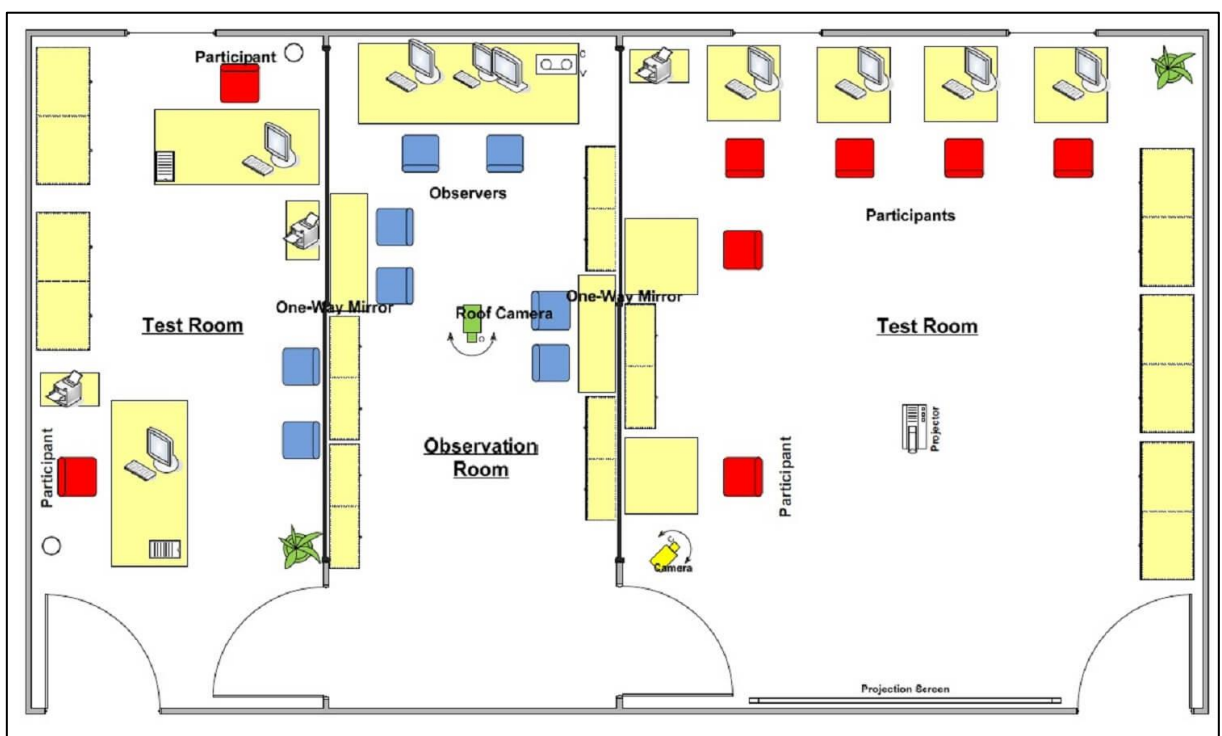 Participant
C
V
Observers
Participants
One-Way Mirror
Roof Camera
One-Way Mirror
Test Room
Test Room
Projector
Observation
Room
Participant
Participant
Camera
Projection Screen